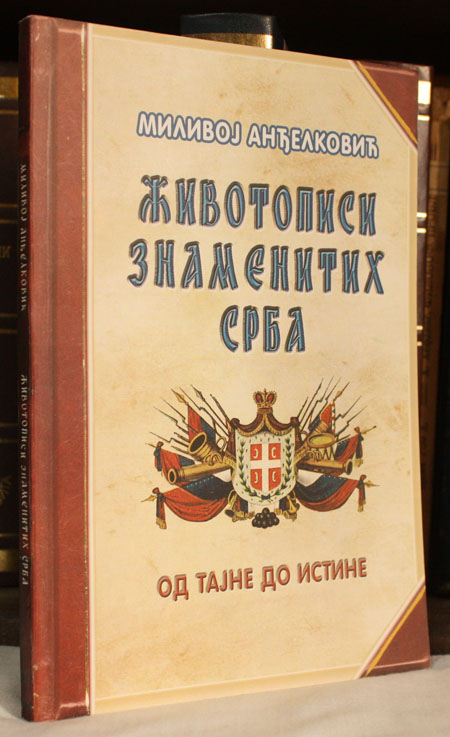 МИЛИВОЈ АНЂЕЛКОВИЋ
ЖИВОТОПИСИ
ЗНАМЕНИТИХ
СРБА
ОД ТАЈНЕ ДО ИСТИНЕ
МИЛИВОЈ АНЂЕЛКОВИЋ
ЖИВОТОПИСИ ЗНАМЕНИТИХ СРБА